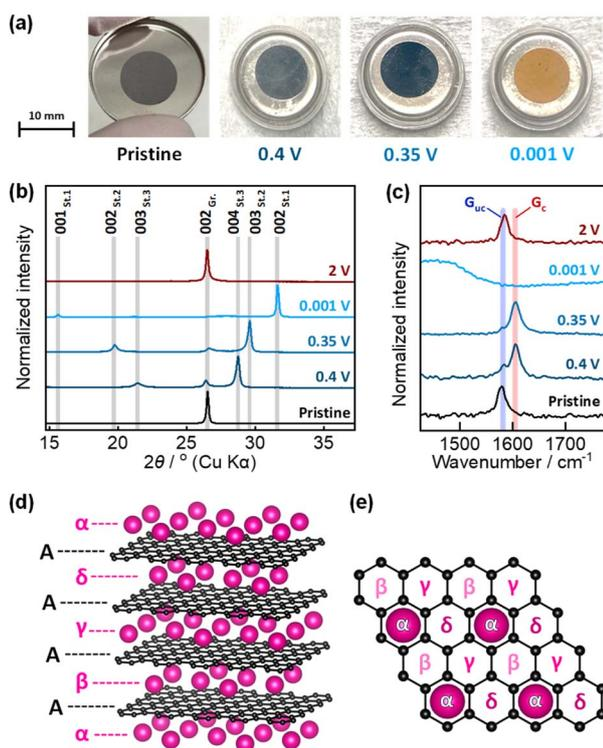 (a)
10 mm
Pristine 0.4 V 0.35 V 0.001 V
(b)
001 St.1
002 St.2
003 St.3
002 Gr.
004 St.3
003 St.2
002 St.1
Normalized intensity
2 V
0.001 V
0.35 V
0.4 V
Pristine
15 20 25 30 35
2θ / ° (Cu Kα)
(c)
Guc Gc
Normalized intensity
2 V
0.001 V
0.35 V
0.4 V
Pristine
1500 1600 1700
Wavenumber / cm⁻¹
(d)
α
A
δ
A
γ
A
β
A
α
(e)
β γ β γ
α δ α δ
β γ β γ
α δ α δ